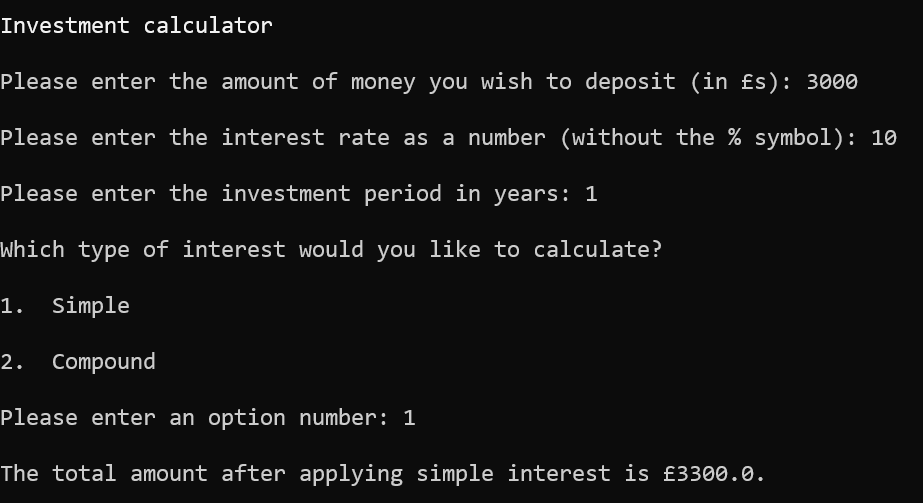 Investment calculator
Please enter the amount of money you wish to deposit (in £s): 3000
Please enter the interest rate as a number (without the % symbol): 10
Please enter the investment period in years: 1
Which type of interest would you like to calculate?
1.  Simple
2.  Compound
Please enter an option number: 1
The total amount after applying simple interest is £3300.0.